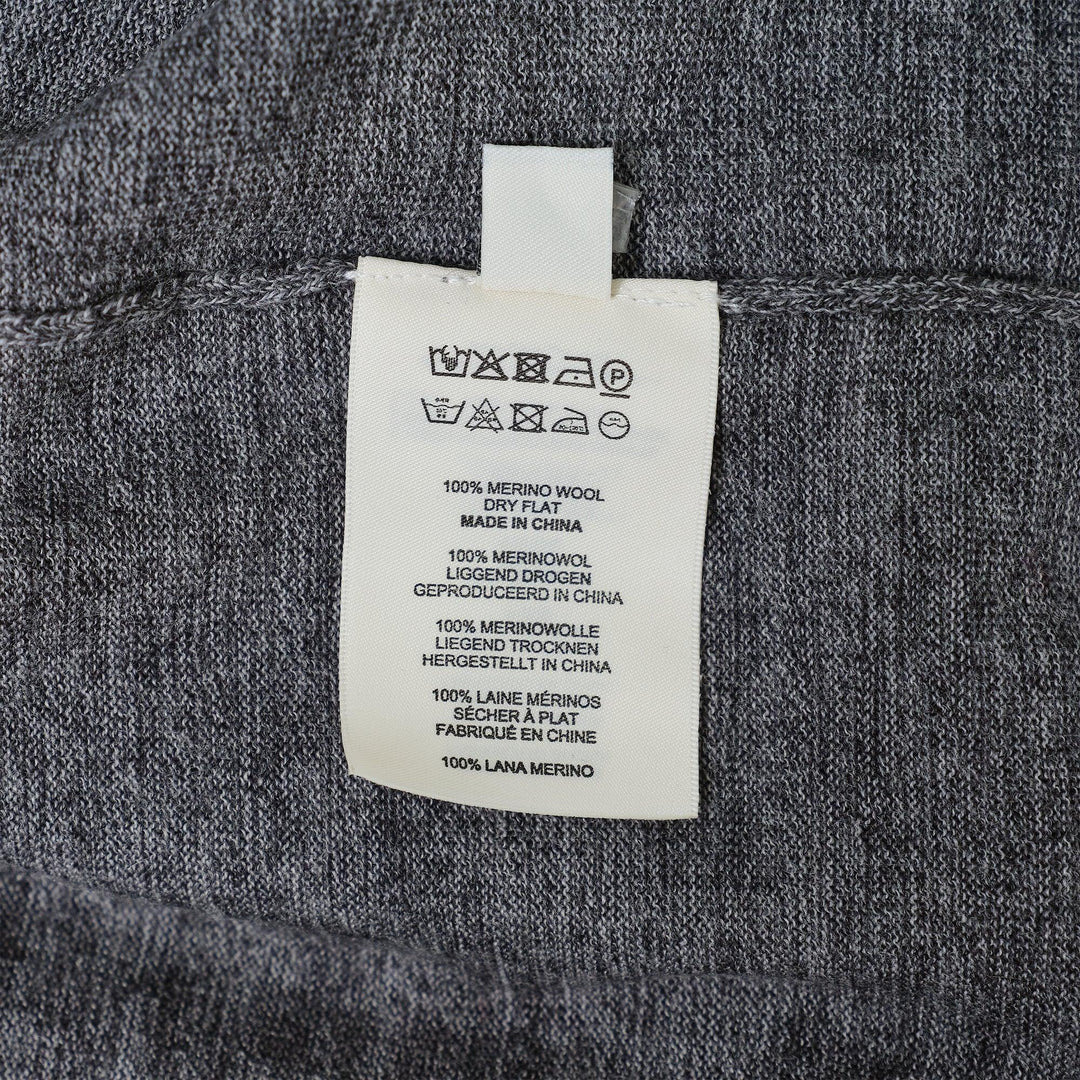 P
100% MERINO WOOL
DRY FLAT
MADE IN CHINA
100% MERINOWOL
LIGGEND DROGEN
GEPRODUCEERD IN CHINA
100% MERINOWOLLE
LIEGEND TROCKNEN
HERGESTELLT IN CHINA
100% LAINE MÉRINOS
SÉCHER À PLAT
FABRIQUÉ EN CHINE
100% LANA MERINO